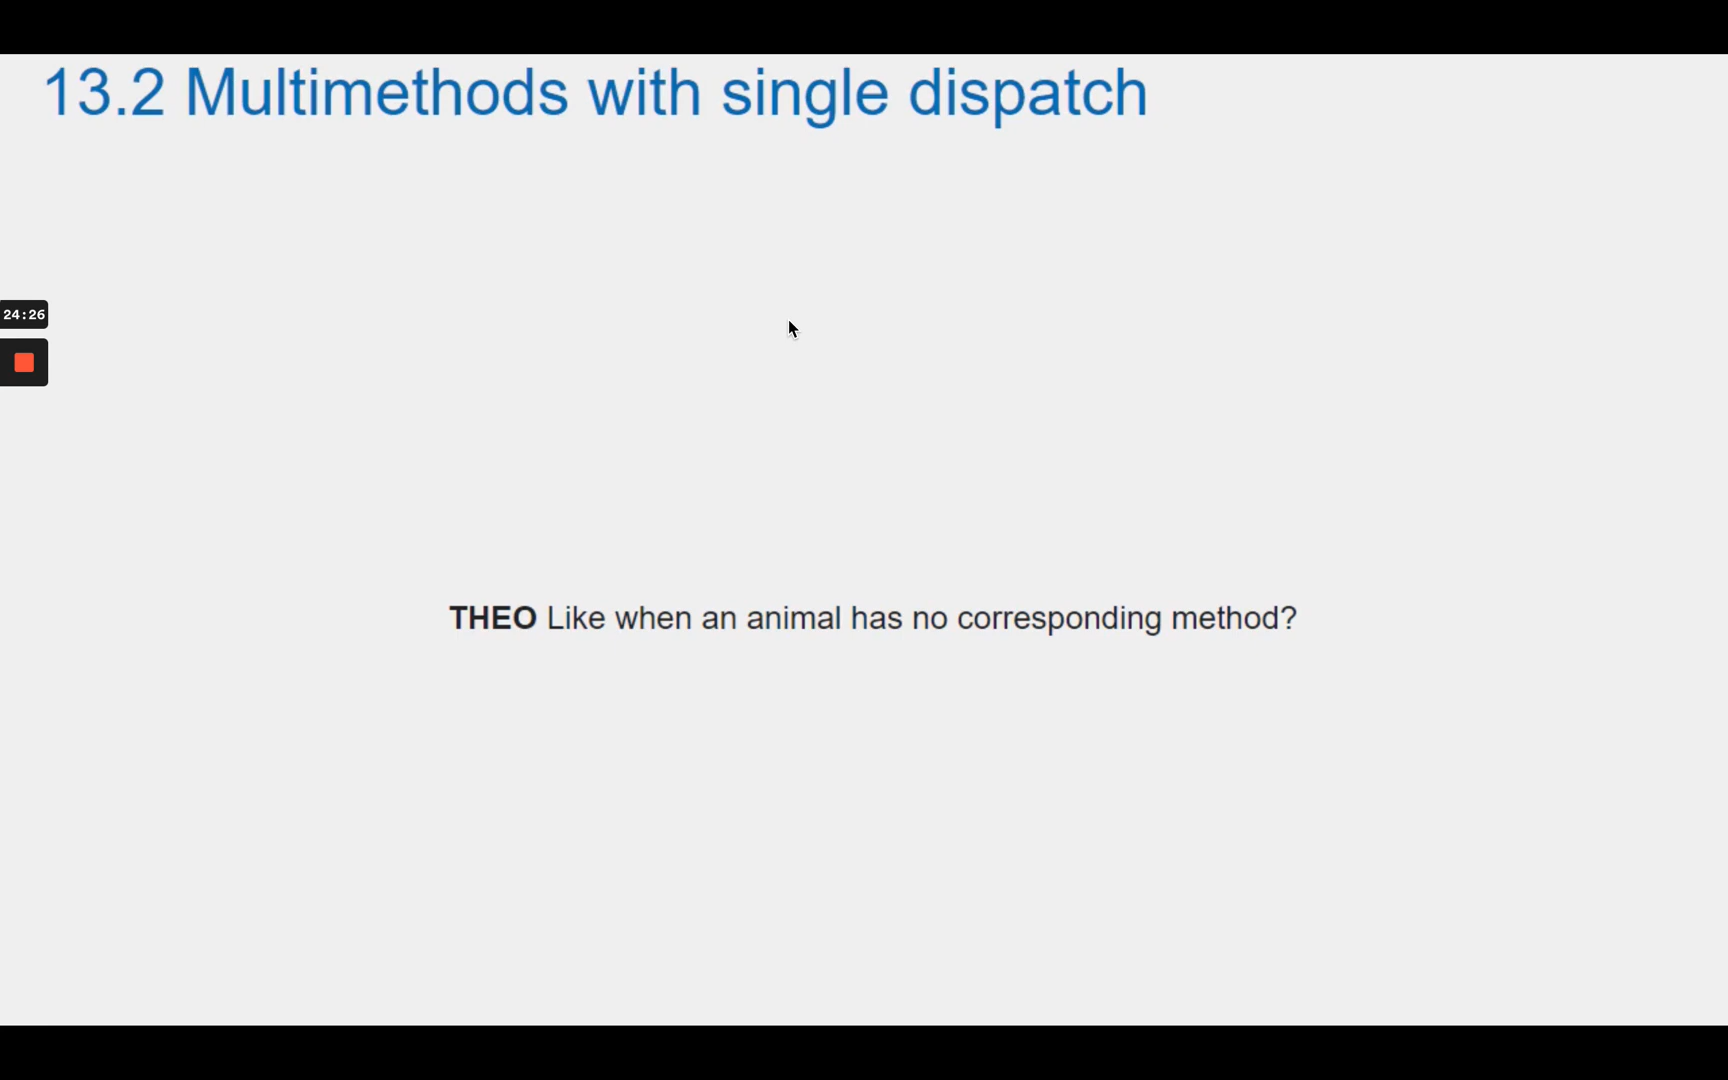 13.2 Multimethods with single dispatch
24:26
THEO Like when an animal has no corresponding method?